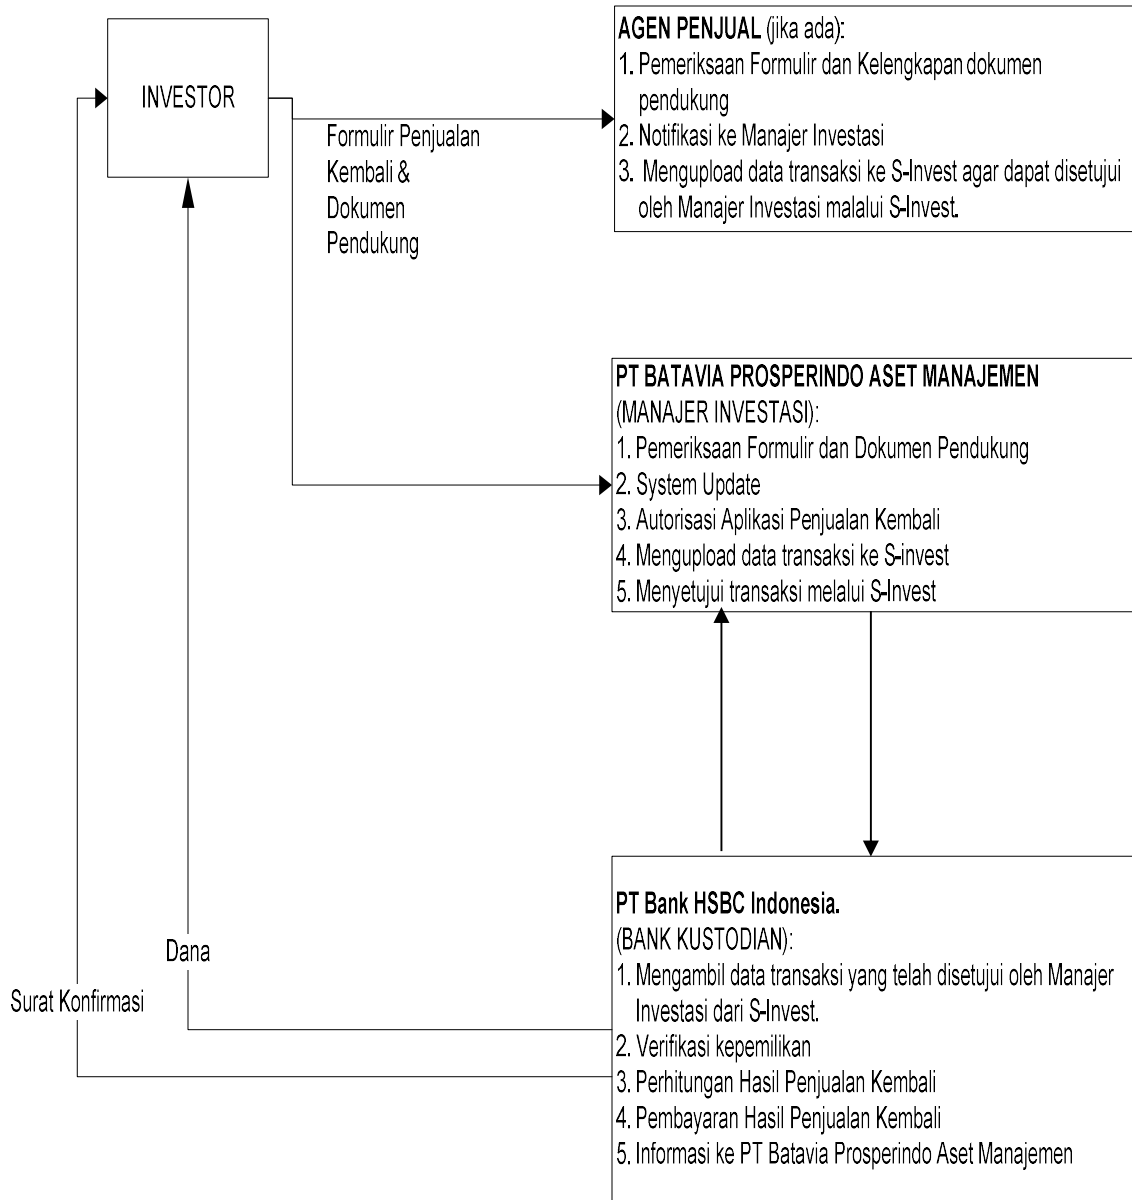 INVESTOR
AGEN PENJUAL (jika ada):
1. Pemeriksaan Formulir dan Kelengkapan dokumen
pendukung
2. Notifikasi ke Manajer Investasi
3. Mengupload data transaksi ke S-Invest agar dapat disetujui
oleh Manajer Investasi malalui S-Invest.
Formulir Penjualan
Kembali &
Dokumen
Pendukung
PT BATAVIA PROSPERINDO ASET MANAJEMEN
(MANAJER INVESTASI):
1. Pemeriksaan Formulir dan Dokumen Pendukung
2. System Update
3. Autorisasi Aplikasi Penjualan Kembali
4. Mengupload data transaksi ke S-invest
5. Menyetujui transaksi melalui S-Invest
PT Bank HSBC Indonesia.
(BANK KUSTODIAN):
1. Mengambil data transaksi yang telah disetujui oleh Manajer
Investasi dari S-Invest.
2. Verifikasi kepemilikan
3. Perhitungan Hasil Penjualan Kembali
4. Pembayaran Hasil Penjualan Kembali
5. Informasi ke PT Batavia Prosperindo Aset Manajemen
Dana
Surat Konfirmasi